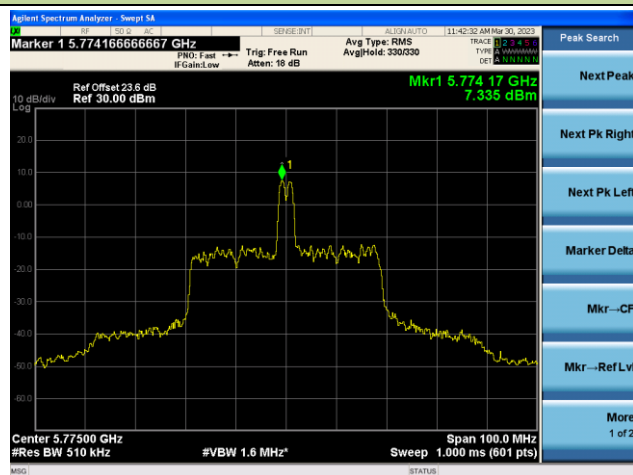 Agilent Spectrum Analyzer - Swept SA
RF 50 Ω AC SENSE:INT ALIGN AUTO 11:42:32 AM Mar 30, 2023
Marker 1 5.774166666667 GHz
PNO: Fast
IFGain:Low
Trig: Free Run
Atten: 18 dB
Avg Type: RMS
Avg|Hold: 330/330
TRACE 1 2 3 4 5 6
TYPE A WWWWW
DET A N N N N N
Mkr1 5.774 17 GHz
7.335 dBm
10 dB/div
Log
Ref Offset 23.6 dB
Ref 30.00 dBm
20.0
10.0
0.00
-10.0
-20.0
-30.0
-40.0
-50.0
-60.0
1
Center 5.77500 GHz
#Res BW 510 kHz
#VBW 1.6 MHz*
Span 100.0 MHz
Sweep 1.000 ms (601 pts)
MSG
STATUS
Peak Search
Next Peak
Next Pk Right
Next Pk Left
Marker Delta
Mkr→CF
Mkr→Ref Lvl
More
1 of 2